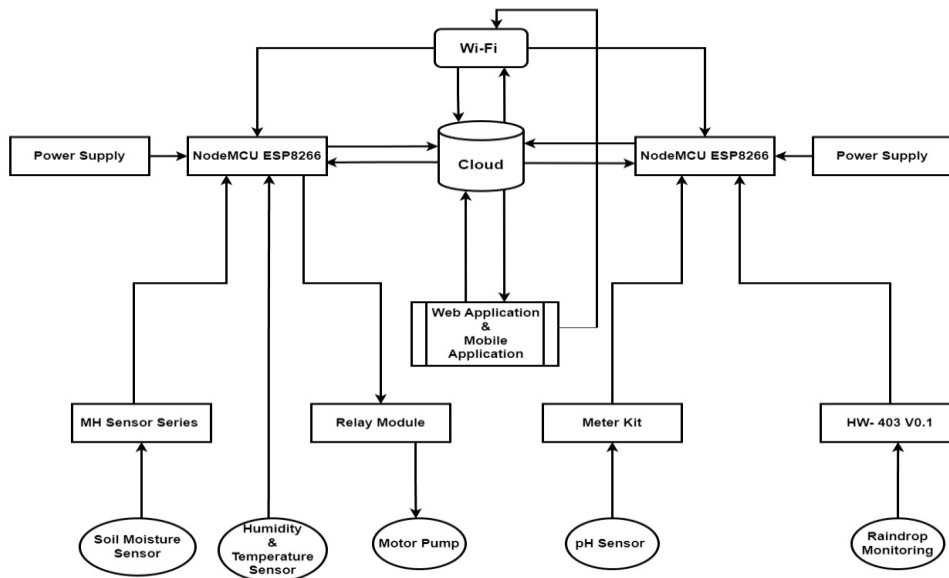 Wi-Fi
Power Supply
NodeMCU ESP8266
Cloud
NodeMCU ESP8266
Power Supply
Web Application
&
Mobile
Application
MH Sensor Series
Relay Module
Meter Kit
HW- 403 V0.1
Soil Moisture
Sensor
Humidity
&
Temperature
Sensor
Motor Pump
pH Sensor
Raindrop
Monitoring